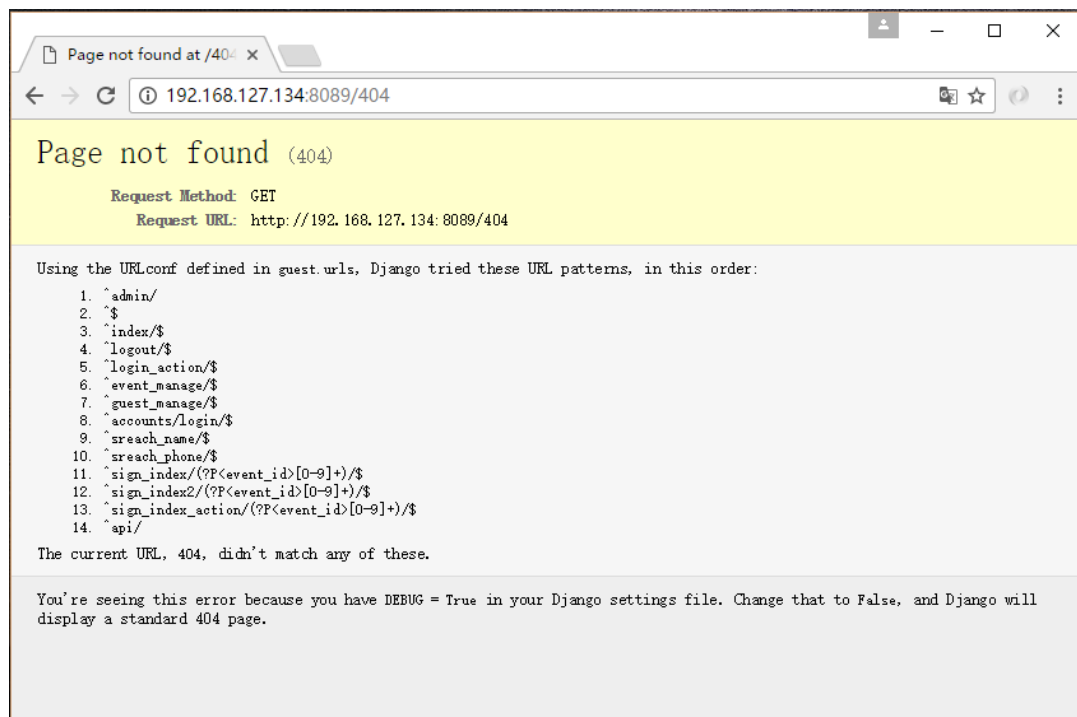 Page not found at /404
192.168.127.134:8089/404
Page not found (404)
Request Method: GET
Request URL: http://192.168.127.134:8089/404
Using the URLconf defined in guest.urls, Django tried these URL patterns, in this order:
1. ^admin/
2. ^$
3. ^index/$
4. ^logout/$
5. ^login_action/$
6. ^event_manage/$
7. ^guest_manage/$
8. ^accounts/login/$
9. ^sreach_name/$
10. ^sreach_phone/$
11. ^sign_index/(?P<event_id>[0-9]+)/$
12. ^sign_index2/(?P<event_id>[0-9]+)/$
13. ^sign_index_action/(?P<event_id>[0-9]+)/$
14. ^api/
The current URL, 404, didn't match any of these.
You're seeing this error because you have DEBUG = True in your Django settings file. Change that to False, and Django will
display a standard 404 page.